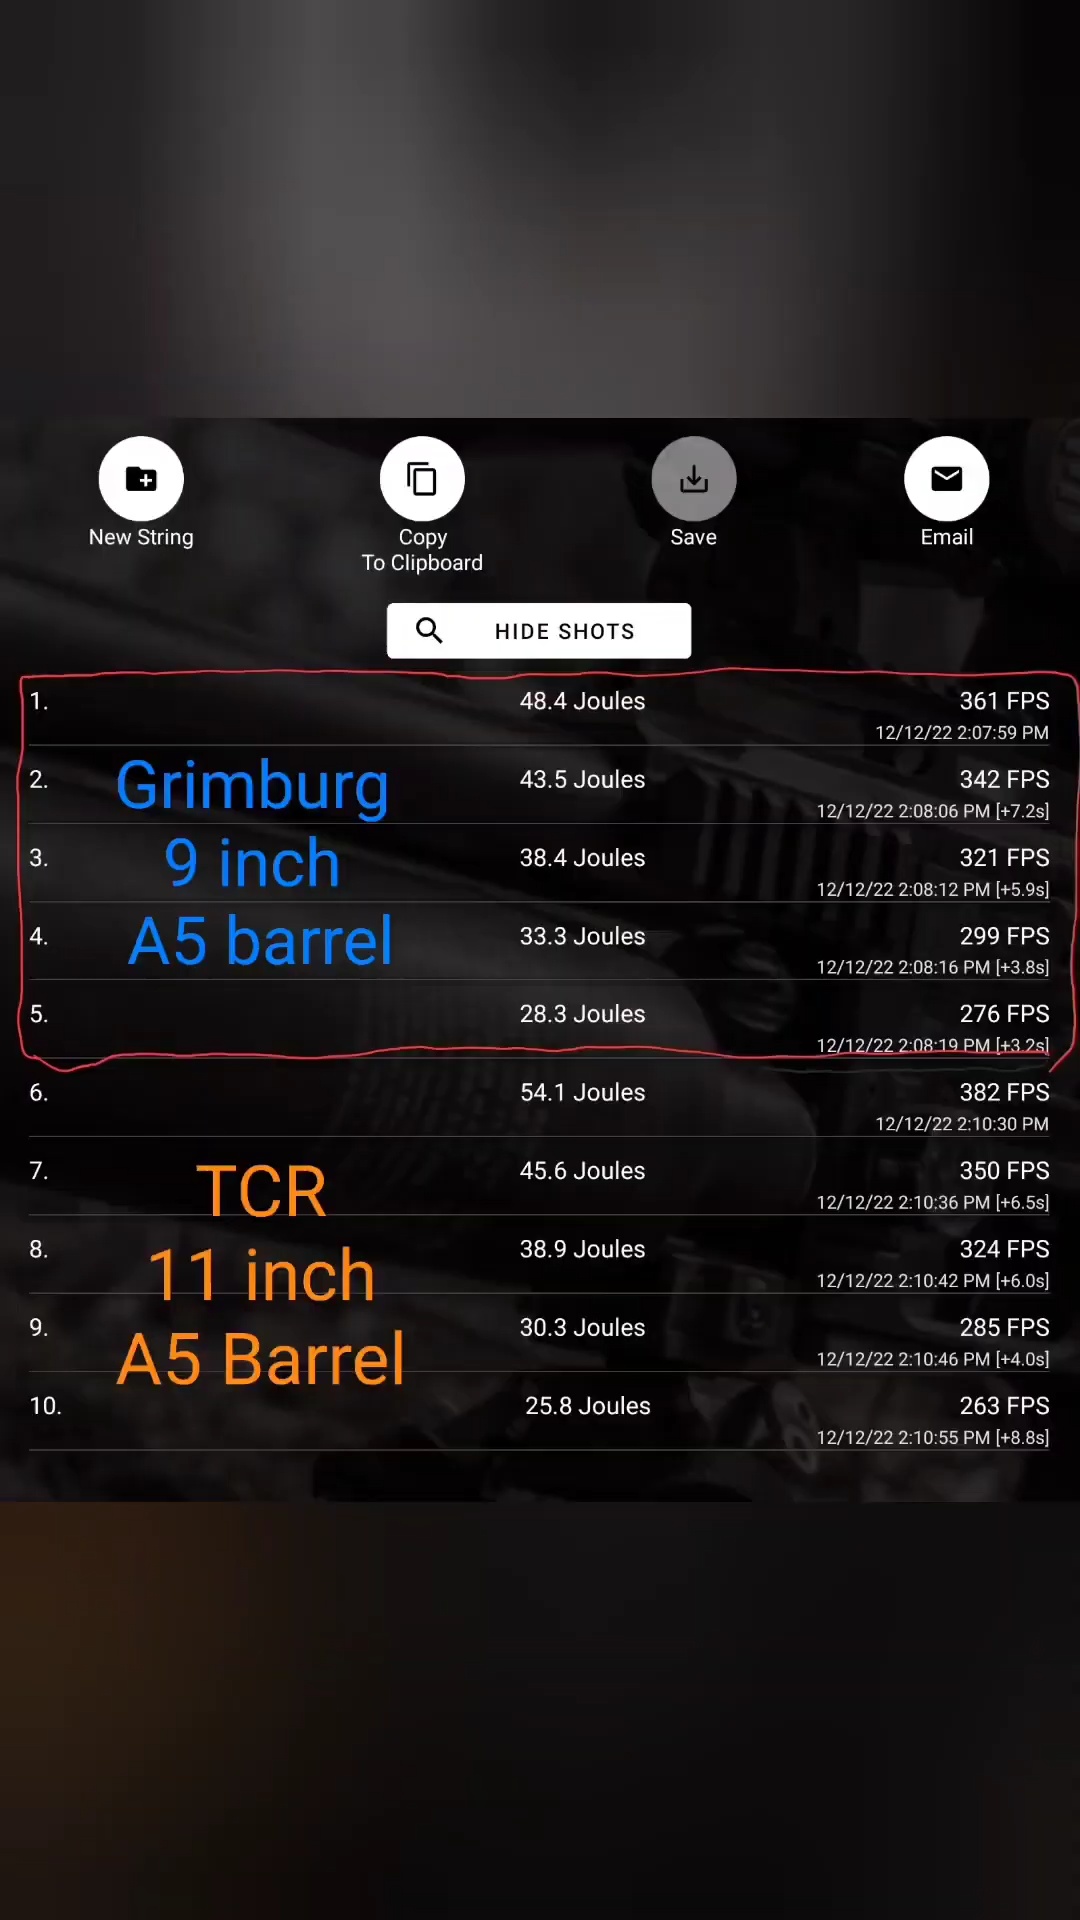 New String
Copy
To Clipboard
Save
Email
HIDE SHOTS
1. 48.4 Joules 361 FPS
12/12/22 2:07:59 PM
2. Grimburg 43.5 Joules 342 FPS
12/12/22 2:08:06 PM [+7.2s]
3. 9 inch 38.4 Joules 321 FPS
12/12/22 2:08:12 PM [+5.9s]
4. A5 barrel 33.3 Joules 299 FPS
12/12/22 2:08:16 PM [+3.8s]
5. 28.3 Joules 276 FPS
12/12/22 2:08:19 PM [+3.2s]
6. 54.1 Joules 382 FPS
12/12/22 2:10:30 PM
7. TCR 45.6 Joules 350 FPS
12/12/22 2:10:36 PM [+6.5s]
8. 11 inch 38.9 Joules 324 FPS
12/12/22 2:10:42 PM [+6.0s]
9. A5 Barrel 30.3 Joules 285 FPS
12/12/22 2:10:46 PM [+4.0s]
10. 25.8 Joules 263 FPS
12/12/22 2:10:55 PM [+8.8s]